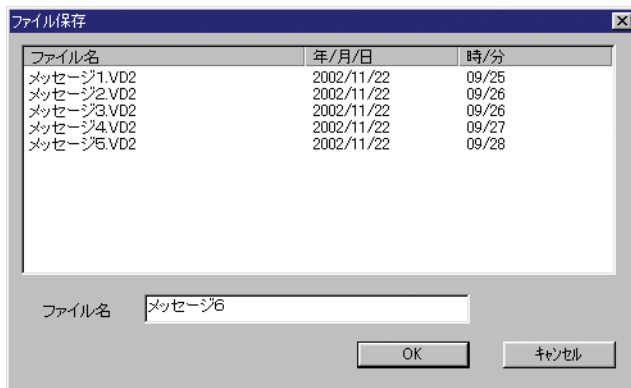 ファイル保存
ファイル名 年/月/日 時/分
メッセージ1.VD2 2002/11/22 09/25
メッセージ2.VD2 2002/11/22 09/26
メッセージ3.VD2 2002/11/22 09/26
メッセージ4.VD2 2002/11/22 09/27
メッセージ5.VD2 2002/11/22 09/28
ファイル名 メッセージ6
OK キャンセル